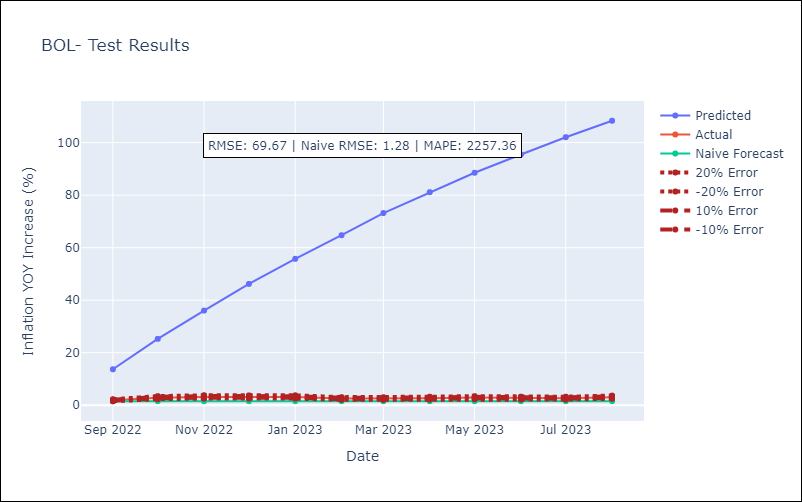 BOL- Test Results
RMSE: 69.67 | Naive RMSE: 1.28 | MAPE: 2257.36
Predicted
Actual
Naive Forecast
20% Error
-20% Error
10% Error
-10% Error
Inflation YOY Increase (%)
100
80
60
40
20
0
Sep 2022
Nov 2022
Jan 2023
Mar 2023
May 2023
Jul 2023
Date